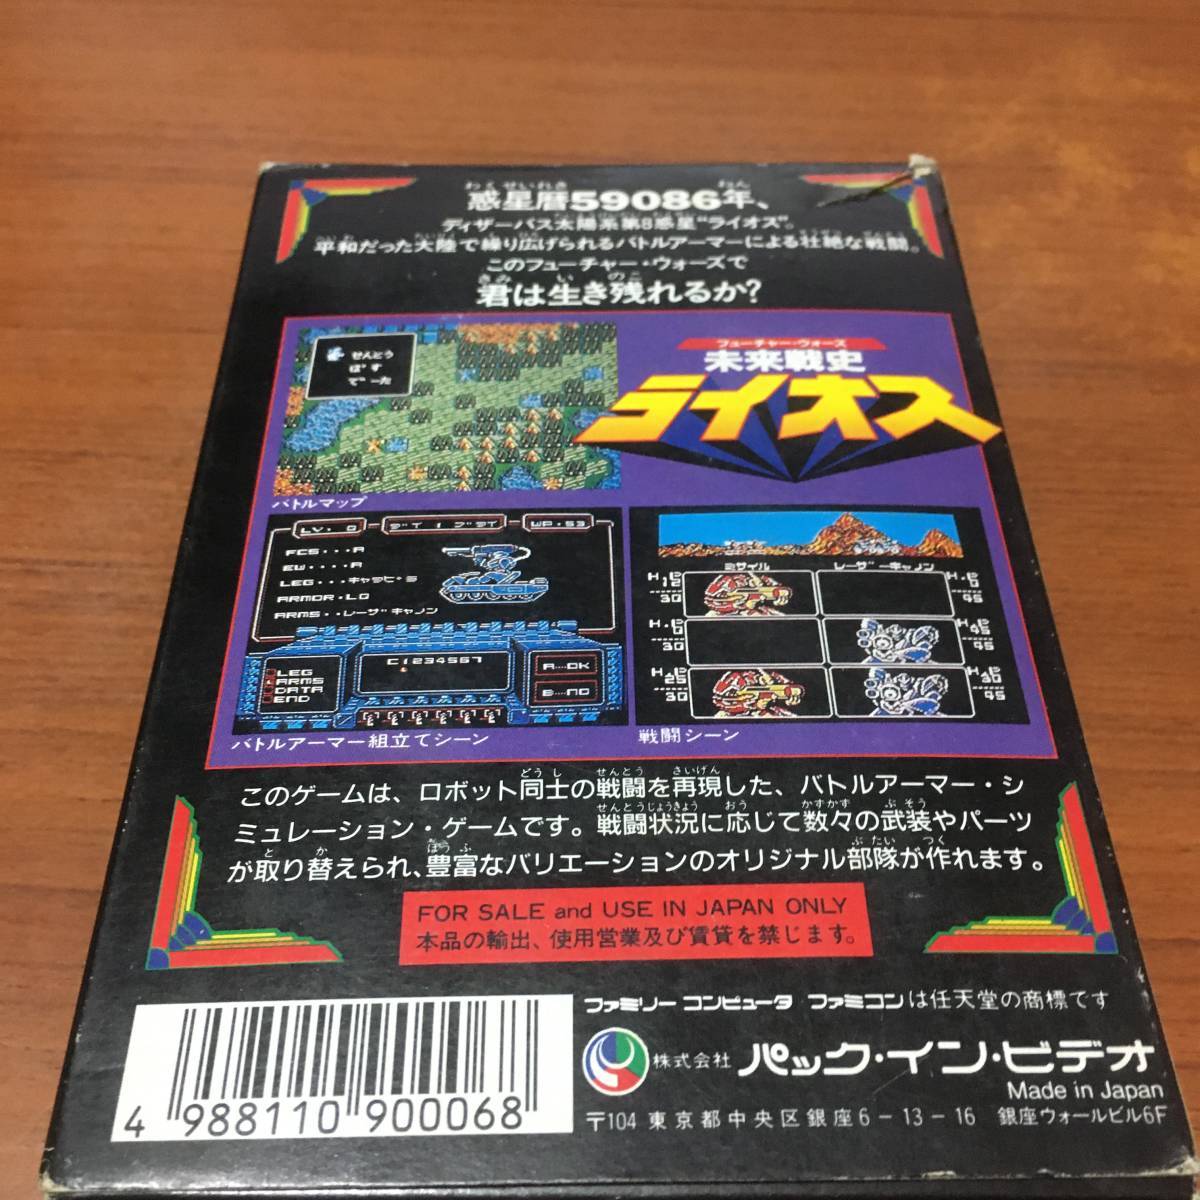 惑星暦59086年、
ディザーバス太陽系第8惑星“ライオス”。
平和だった大陸で繰り広げられるバトルアーマーによる壮絶な戦闘。
このフューチャー・ウォーズで
君は生き残れるか?
せんとう
ぱす
でーた
フューチャー・ウォーズ
未来戦史
ライオス
バトルマップ
LV. 0
WP.53
FCS...A
EW....A
LEG...キャタピラ
ARMOR.LO
ARMS..レーザキャノン
C1234567
LEG
ARMS
DATA
END
A...OK
B...NO
バトルアーマー組立てシーン
ミサイル
レーザーキャノン
H.P
12
30
H.P
0
45
H.P
0
30
H.P
45
45
H.P
25
30
H.P
30
45
戦闘シーン
このゲームは、ロボット同士の戦闘を再現した、バトルアーマー・シ
ミュレーション・ゲームです。戦闘状況に応じて数々の武装やパーツ
が取り替えられ、豊富なバリエーションのオリジナル部隊が作れます。
FOR SALE and USE IN JAPAN ONLY
本品の輸出、使用営業及び賃貸を禁じます。
ファミリーコンピュータ ファミコンは任天堂の商標です
株式会社 パック・イン・ビデオ
Made in Japan
〒104 東京都中央区銀座6-13-16 銀座ウォールビル6F
4 988110 900068